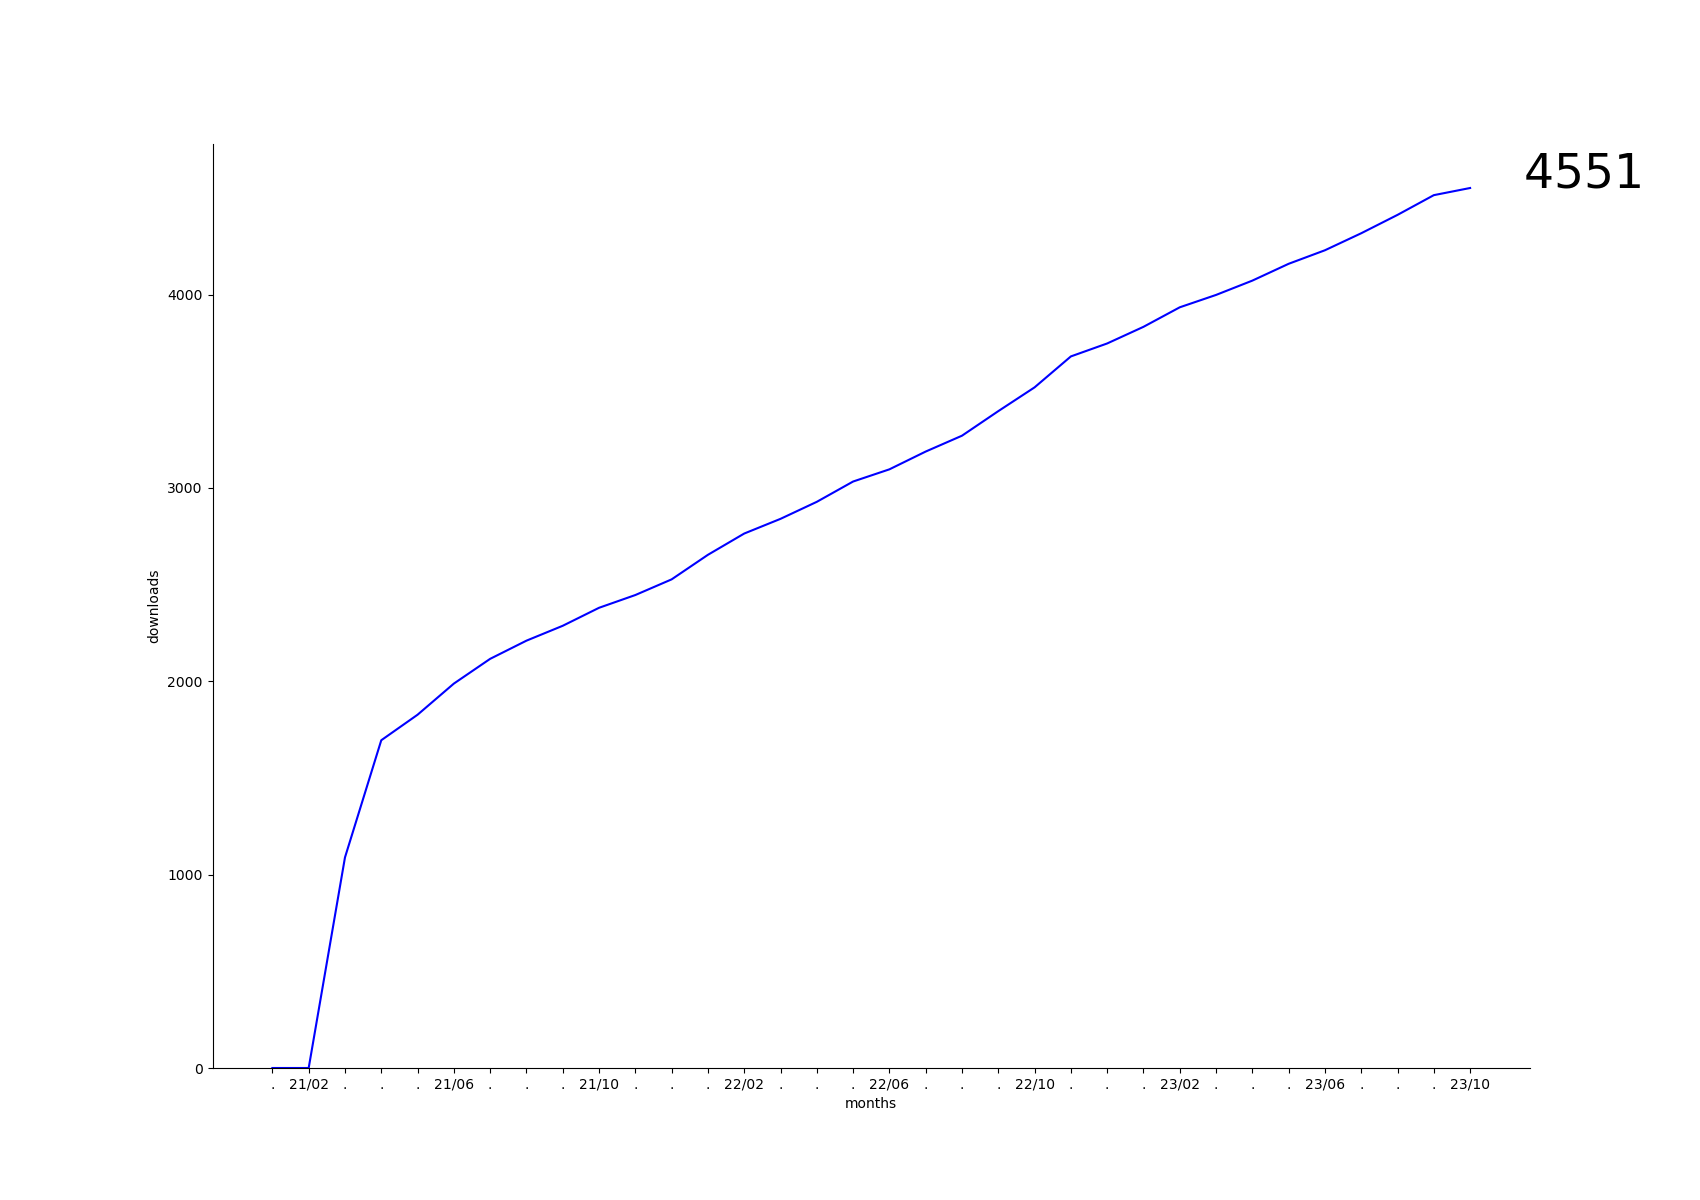 4551
4000
3000
2000
1000
0
downloads
. 21/02 . . . 21/06 . . . 21/10 . . . 22/02 . . . 22/06 . . . 22/10 . . . 23/02 . . . 23/06 . . . 23/10
months